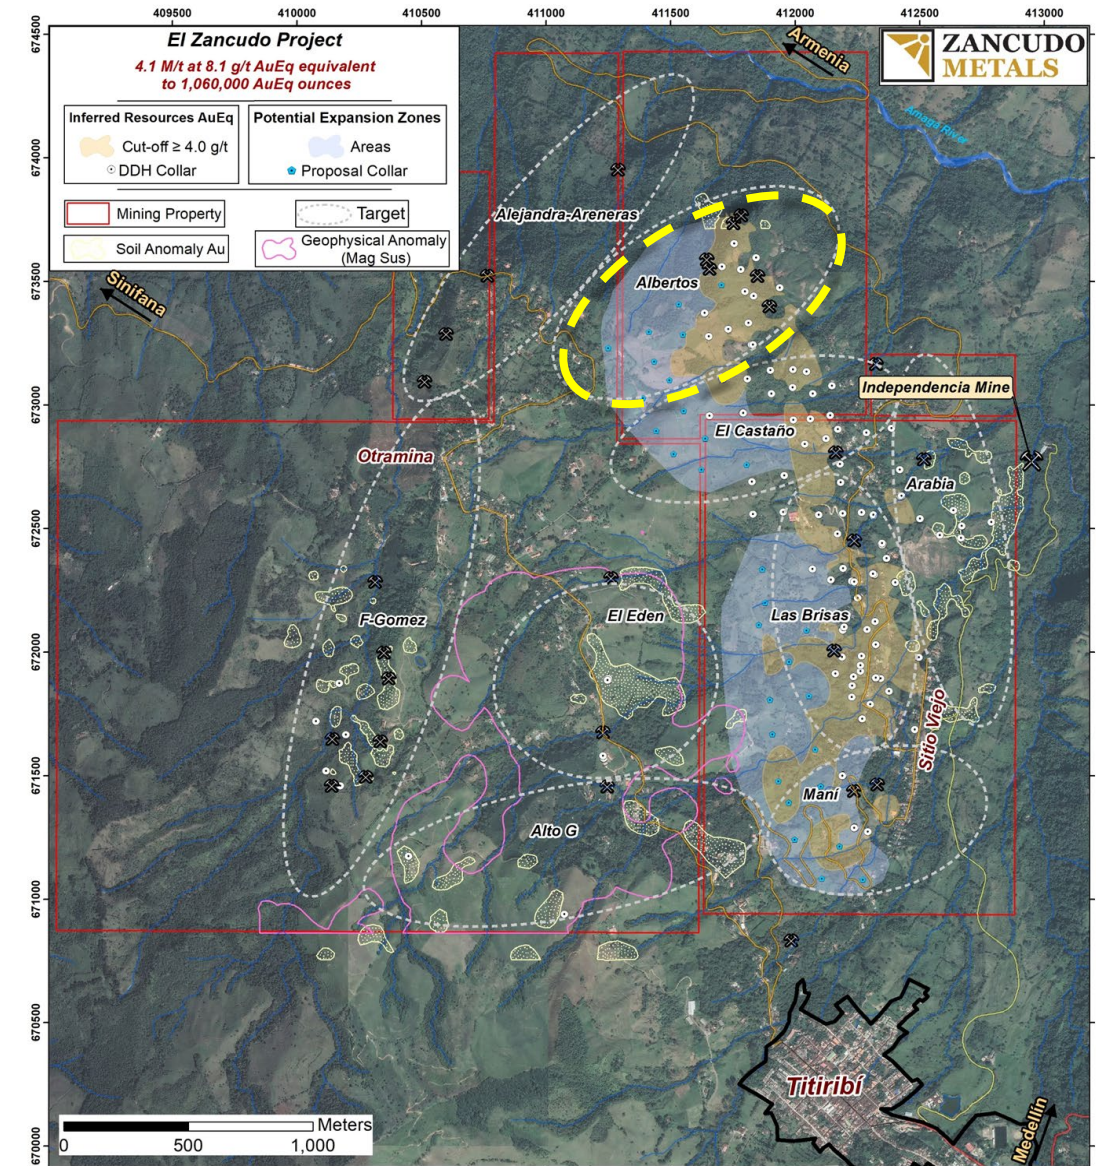 409500 410000 410500 411000 411500 412000 412500 413000
674500
674000
673500
673000
672500
672000
671500
671000
670500
670000
El Zancudo Project
4.1 M/t at 8.1 g/t AuEq equivalent
to 1,060,000 AuEq ounces
Inferred Resources AuEq
Cut-off ≥ 4.0 g/t
DDH Collar
Potential Expansion Zones
Areas
Proposal Collar
Mining Property
Target
Soil Anomaly Au
Geophysical Anomaly
(Mag Sus)
ZANCUDO
METALS
Armenia
Amaga River
Alejandra-Areneras
Sinifana
Albertos
Independencia Mine
El Castaño
Otramina
Arabia
F-Gomez
El Eden
Las Brisas
Sitio Viejo
Maní
Alto G
Titiribí
Medellin
Meters
0 500 1,000